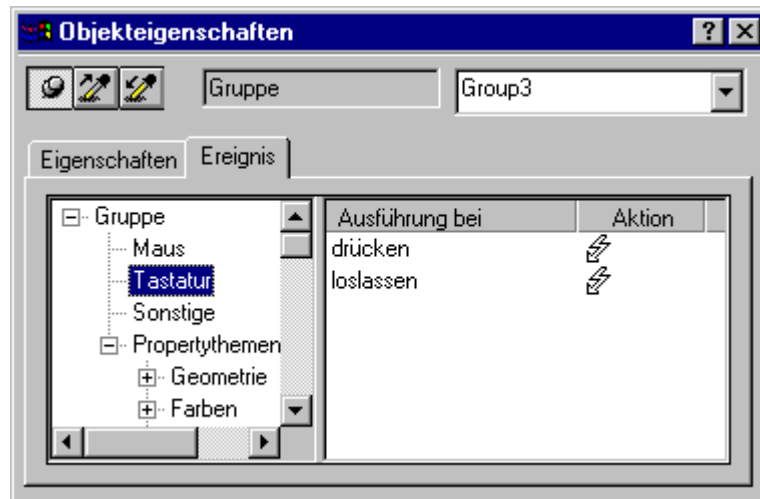 Objekteigenschaften
Gruppe Group3
Eigenschaften Ereignis
Gruppe
Maus
Tastatur
Sonstige
Propertythemen
Geometrie
Farben
Ausführung bei Aktion
drücken
loslassen